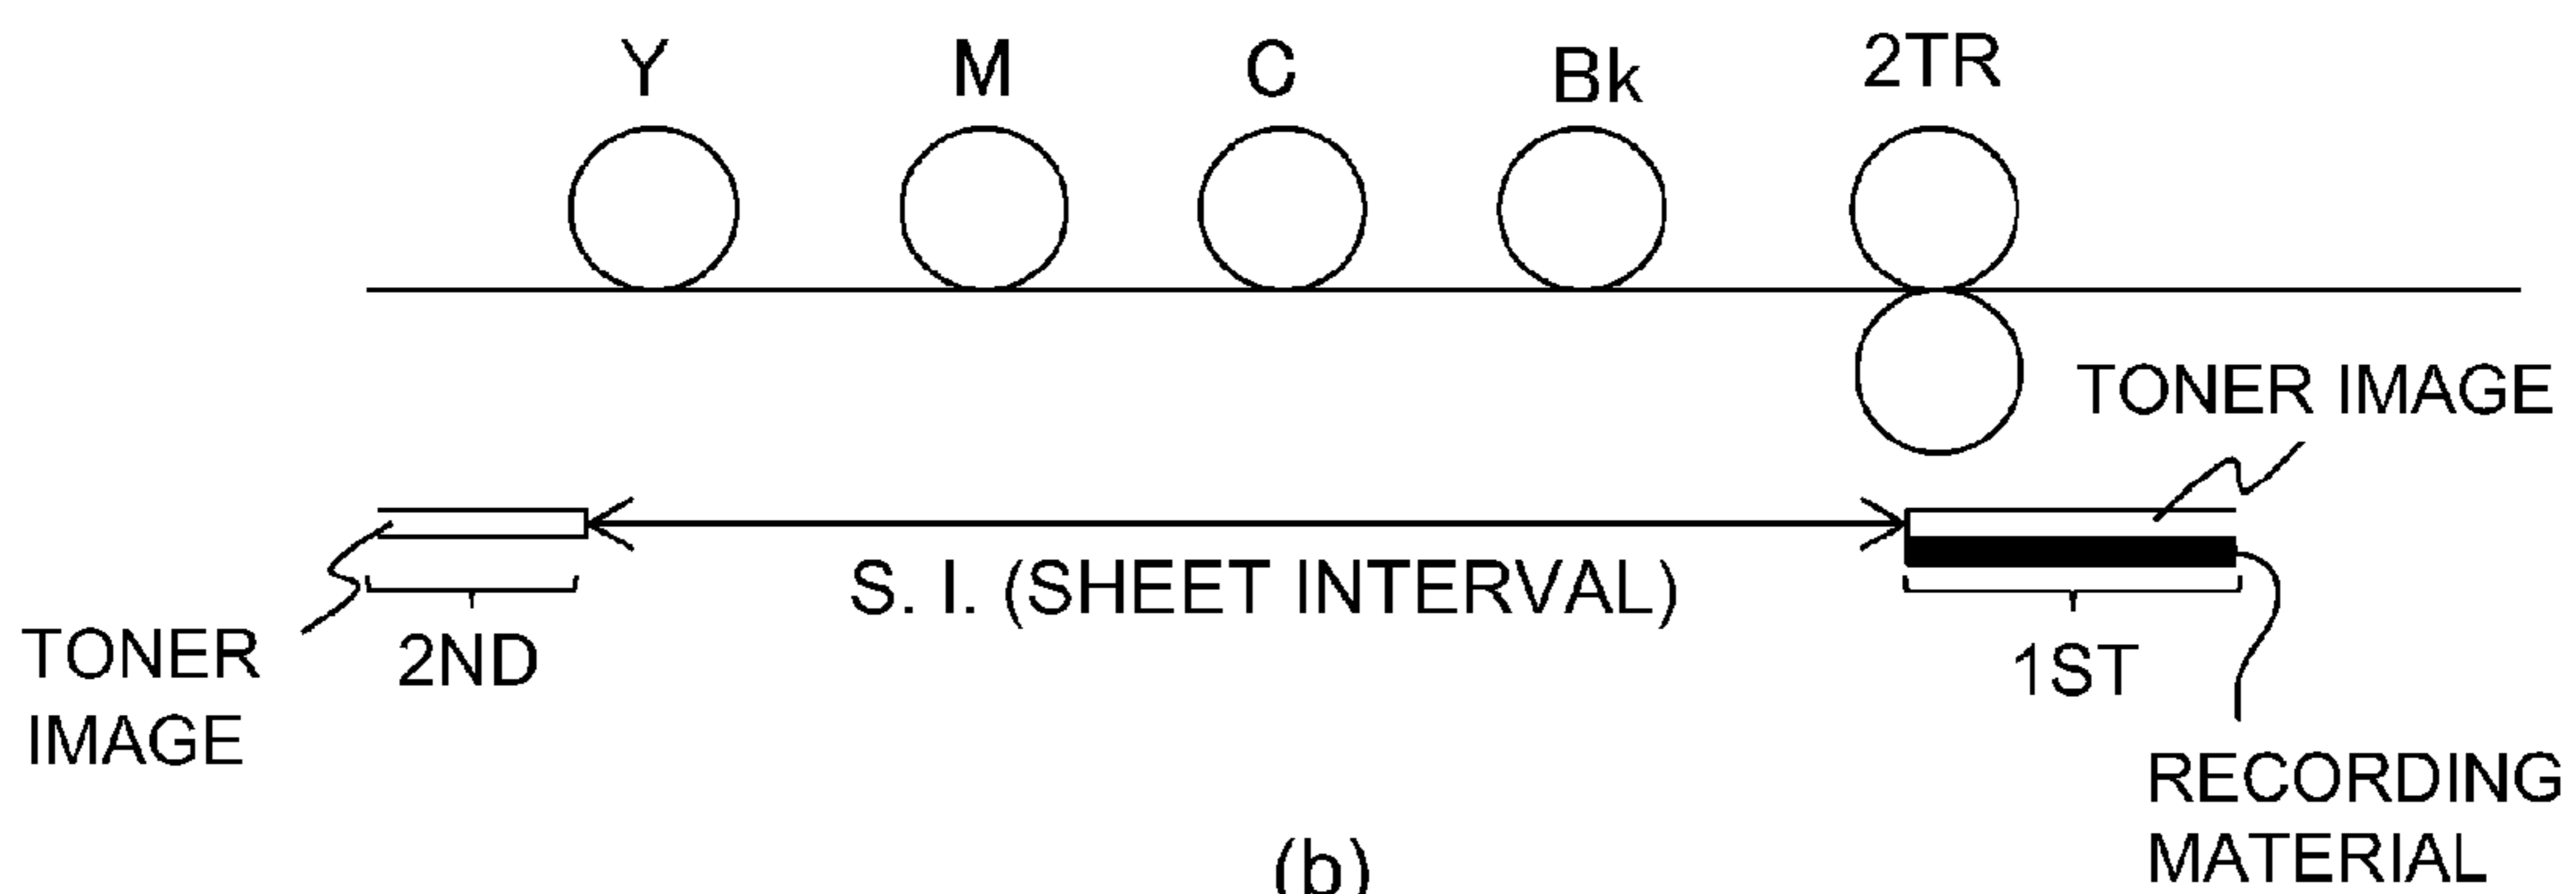 Y M C Bk 2TR
TONER IMAGE
S. I. (SHEET INTERVAL)
TONER
IMAGE
2ND
1ST
RECORDING
MATERIAL
(b)